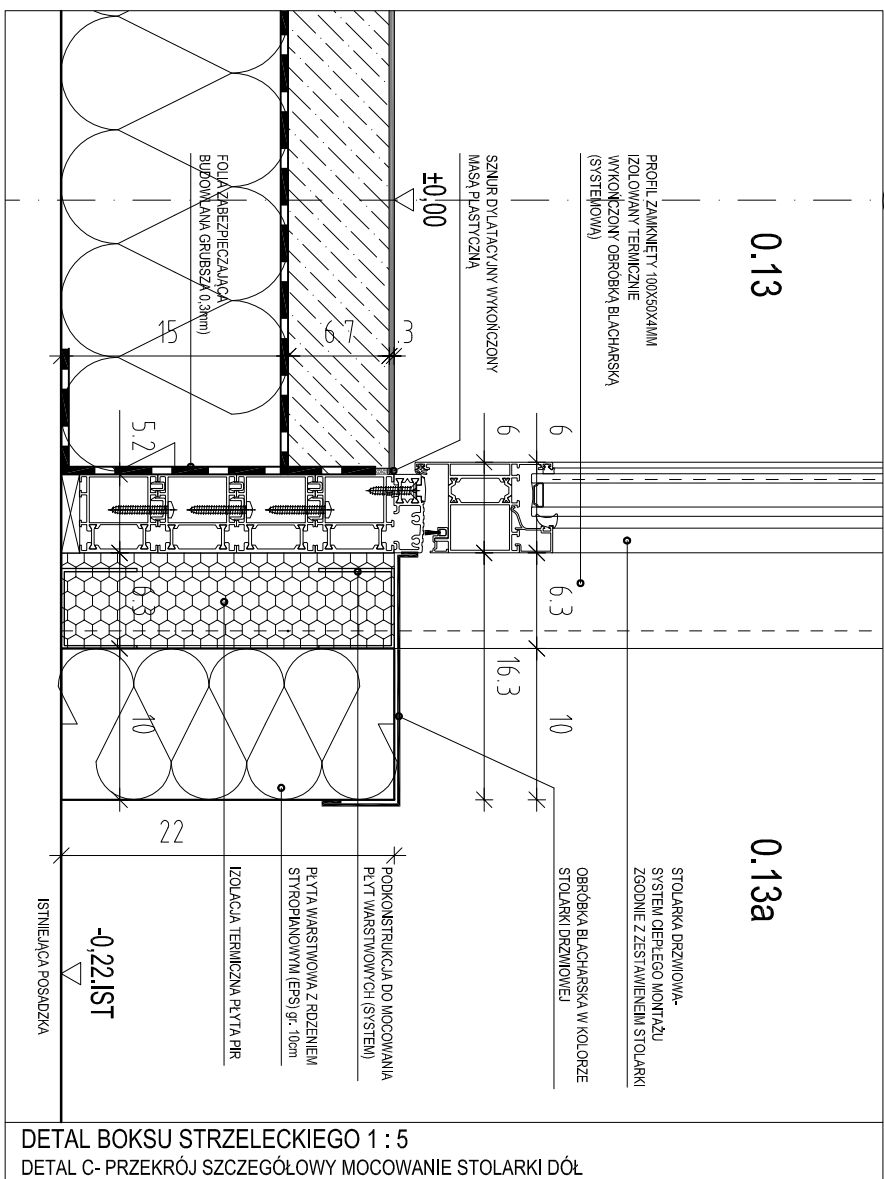 0.13
PROFIL ZAMKNIĘTY 100X50X4MM
IZOLOWANY TERMICZNIE
WYKOŃCZONY OBRÓBKĄ BLACHARSKĄ
(SYSTEMOWĄ)
SZNUR DYLATACYJNY WYKOŃCZONY
MASĄ PLASTYCZNĄ
±0,00
FOLIA ZABEZPIECZAJĄCA
BUDOWLANA GRUBSZA 0,3mm)
15
6.7
.3
5.2
6
6
6.3
6.3
16.3
10
10
22
0.13a
STOLARKA DRZWIOWA-
SYSTEM CIEPŁEGO MONTAŻU
ZGODNIE Z ZESTAWIENEIM STOLARKI
OBRÓBKA BLACHARSKA W KOLORZE
STOLARKI DRZWIOWEJ
PODKONSTRUKCJA DO MOCOWANIA
PŁYT WARSTWOWYCH (SYSTEM)
PŁYTA WARSTWOWA Z RDZENIEM
STYROPIANOWYM (EPS) gr. 10cm
IZOLACJA TERMICZNA PŁYTA PIR
-0,22.IST
ISTNIEJĄCA POSADZKA
DETAL BOKSU STRZELECKIEGO 1 : 5
DETAL C- PRZEKRÓJ SZCZEGÓŁOWY MOCOWANIE STOLARKI DÓŁ